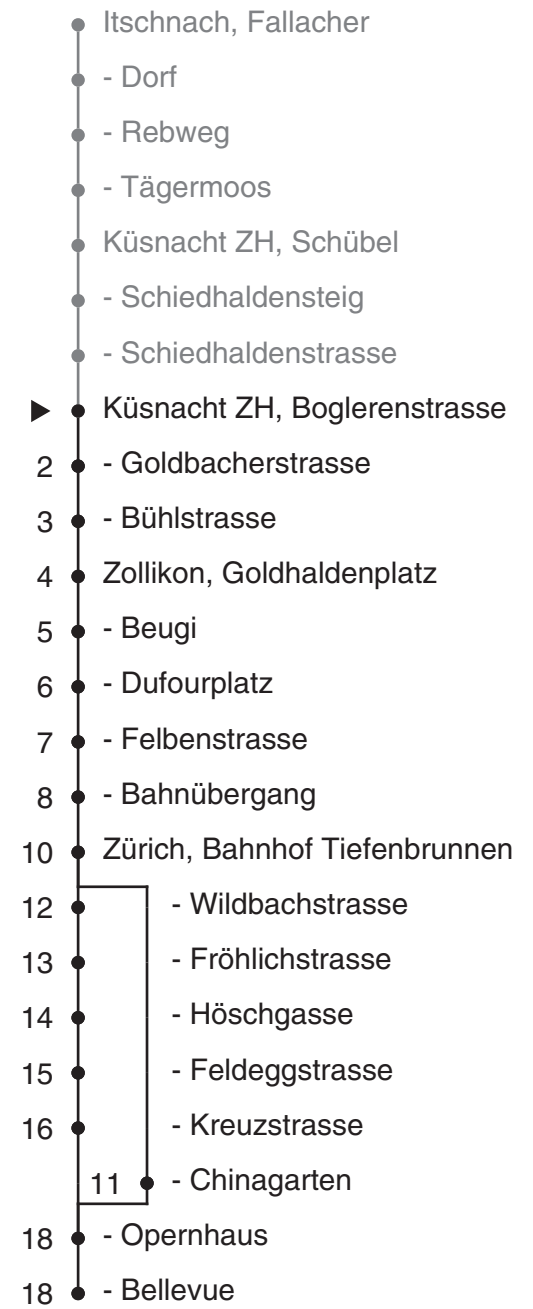 Itschnach, Fallacher
- Dorf
- Rebweg
- Tägermoos
Küsnacht ZH, Schübel
- Schiedhaldensteig
- Schiedhaldenstrasse
Küsnacht ZH, Boglerenstrasse
2 - Goldbacherstrasse
3 - Bühlstrasse
4 Zollikon, Goldhaldenplatz
5 - Beugi
6 - Dufourplatz
7 - Felbenstrasse
8 - Bahnübergang
10 Zürich, Bahnhof Tiefenbrunnen
12 - Wildbachstrasse
13 - Fröhlichstrasse
14 - Höschgasse
15 - Feldeggstrasse
16 - Kreuzstrasse
11 - Chinagarten
18 - Opernhaus
18 - Bellevue